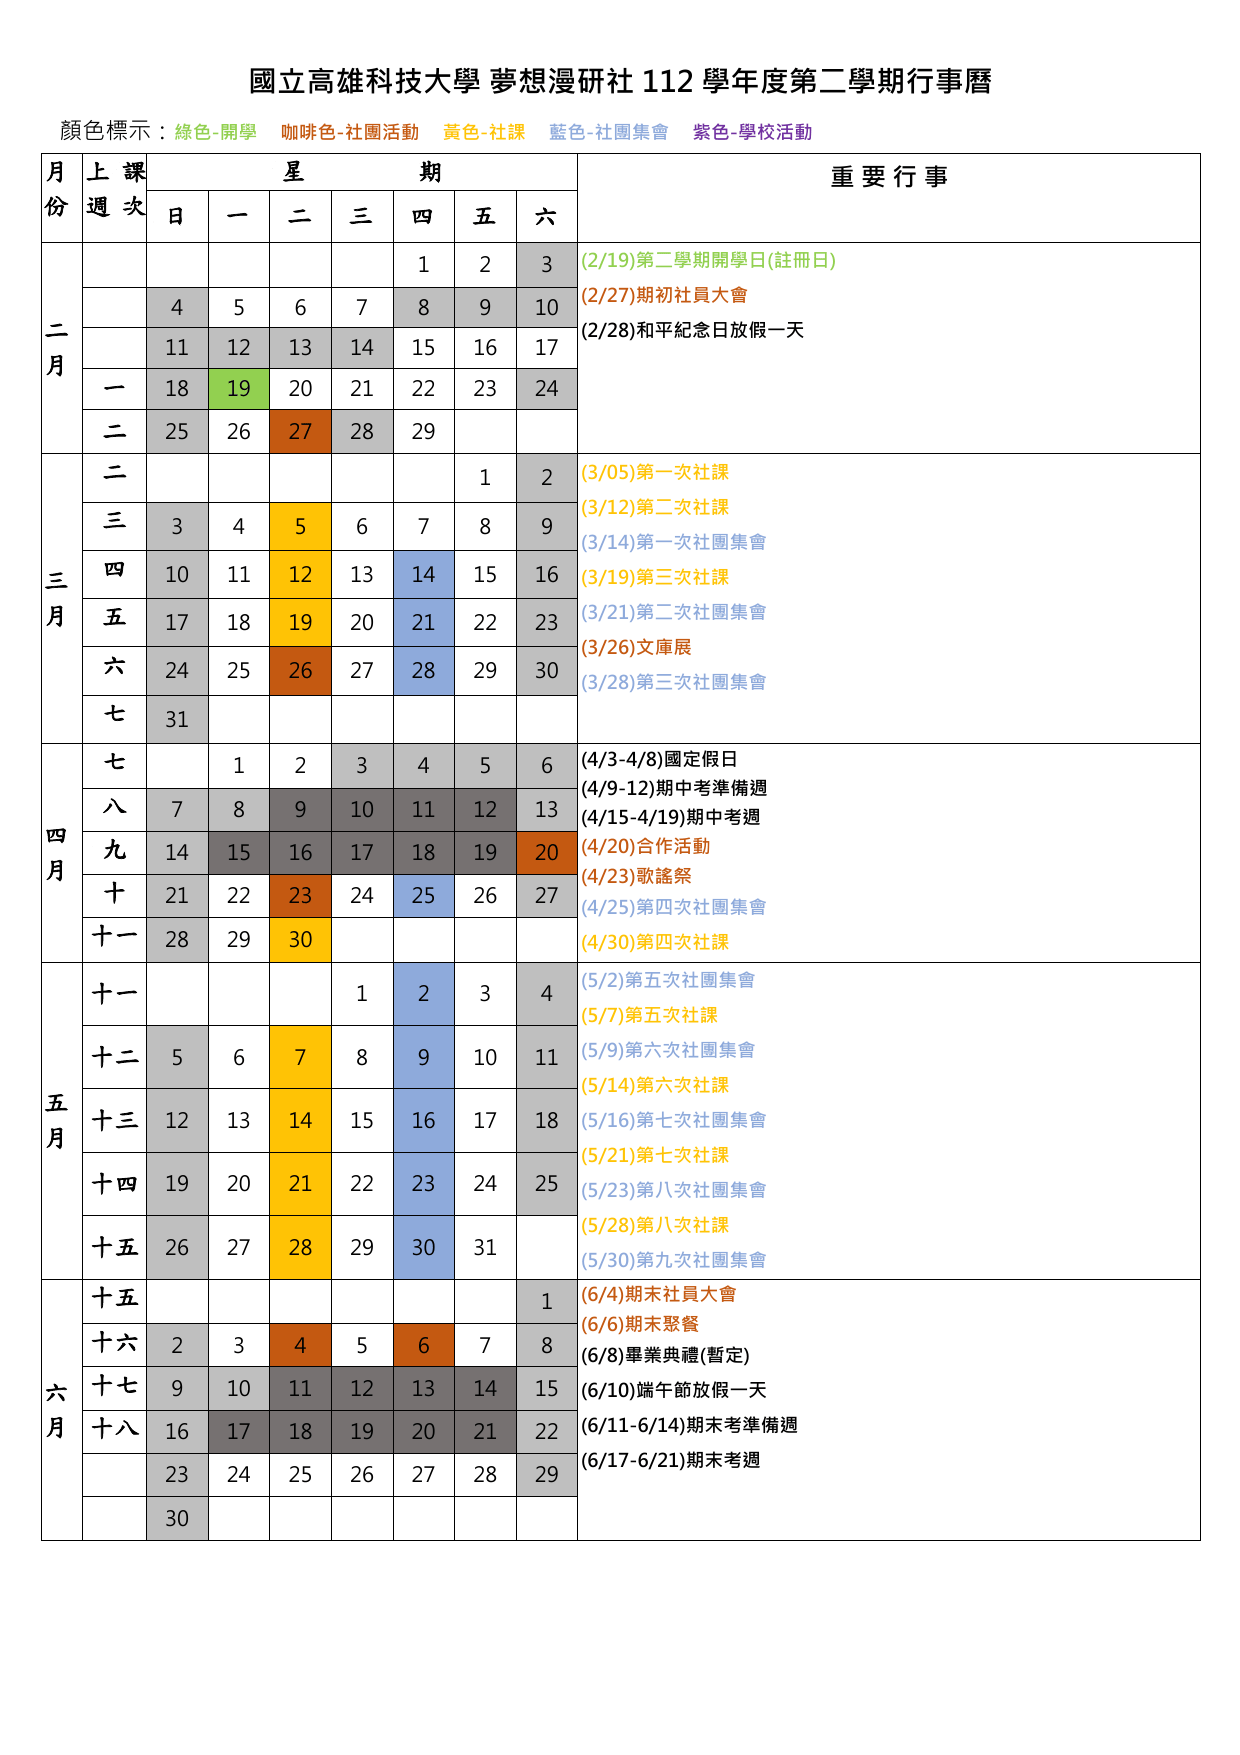 國立高雄科技大學 夢想漫研社 112 學年度第二學期行事曆
顏色標示：綠色-開學 咖啡色-社團活動 黃色-社課 藍色-社團集會 紫色-學校活動
月份 上課週次 星期 重要行事
日 一 二 三 四 五 六
二月
1 2 3
4 5 6 7 8 9 10
11 12 13 14 15 16 17
一 18 19 20 21 22 23 24
二 25 26 27 28 29
(2/19)第二學期開學日(註冊日)
(2/27)期初社員大會
(2/28)和平紀念日放假一天
三月
二 1 2
三 3 4 5 6 7 8 9
四 10 11 12 13 14 15 16
五 17 18 19 20 21 22 23
六 24 25 26 27 28 29 30
七 31
(3/05)第一次社課
(3/12)第二次社課
(3/14)第一次社團集會
(3/19)第三次社課
(3/21)第二次社團集會
(3/26)文庫展
(3/28)第三次社團集會
四月
七 1 2 3 4 5 6
八 7 8 9 10 11 12 13
九 14 15 16 17 18 19 20
十 21 22 23 24 25 26 27
十一 28 29 30
(4/3-4/8)國定假日
(4/9-12)期中考準備週
(4/15-4/19)期中考週
(4/20)合作活動
(4/23)歌謠祭
(4/25)第四次社團集會
(4/30)第四次社課
五月
十一 1 2 3 4
十二 5 6 7 8 9 10 11
十三 12 13 14 15 16 17 18
十四 19 20 21 22 23 24 25
十五 26 27 28 29 30 31
(5/2)第五次社團集會
(5/7)第五次社課
(5/9)第六次社團集會
(5/14)第六次社課
(5/16)第七次社團集會
(5/21)第七次社課
(5/23)第八次社團集會
(5/28)第八次社課
(5/30)第九次社團集會
六月
十五 1
十六 2 3 4 5 6 7 8
十七 9 10 11 12 13 14 15
十八 16 17 18 19 20 21 22
23 24 25 26 27 28 29
30
(6/4)期末社員大會
(6/6)期末聚餐
(6/8)畢業典禮(暫定)
(6/10)端午節放假一天
(6/11-6/14)期末考準備週
(6/17-6/21)期末考週